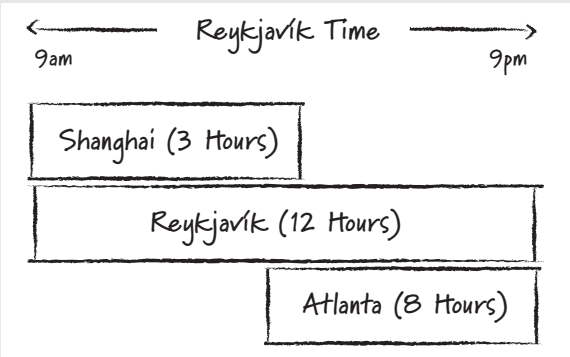 Reykjavík Time
9am 9pm
Shanghai (3 Hours)
Reykjavík (12 Hours)
Atlanta (8 Hours)